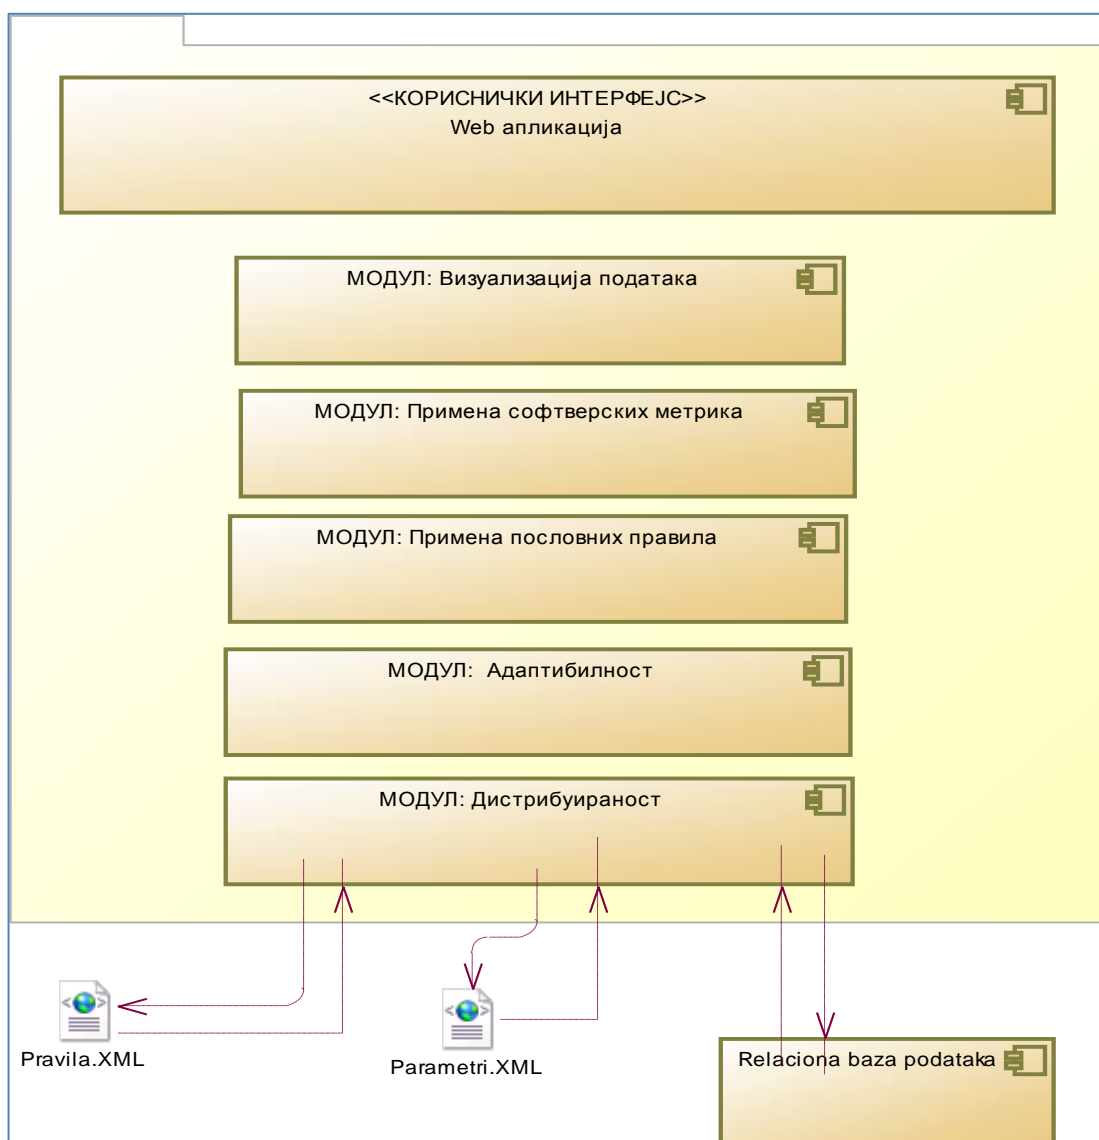 <<КОРИСНИЧКИ ИНТЕРФЕЈС>>
Web апликација
МОДУЛ: Визуализација података
МОДУЛ: Примена софтверских метрика
МОДУЛ: Примена пословних правила
МОДУЛ:  Адаптибилност
МОДУЛ: Дистрибуираност
Pravila.XML
Parametri.XML
Relaciona baza podataka